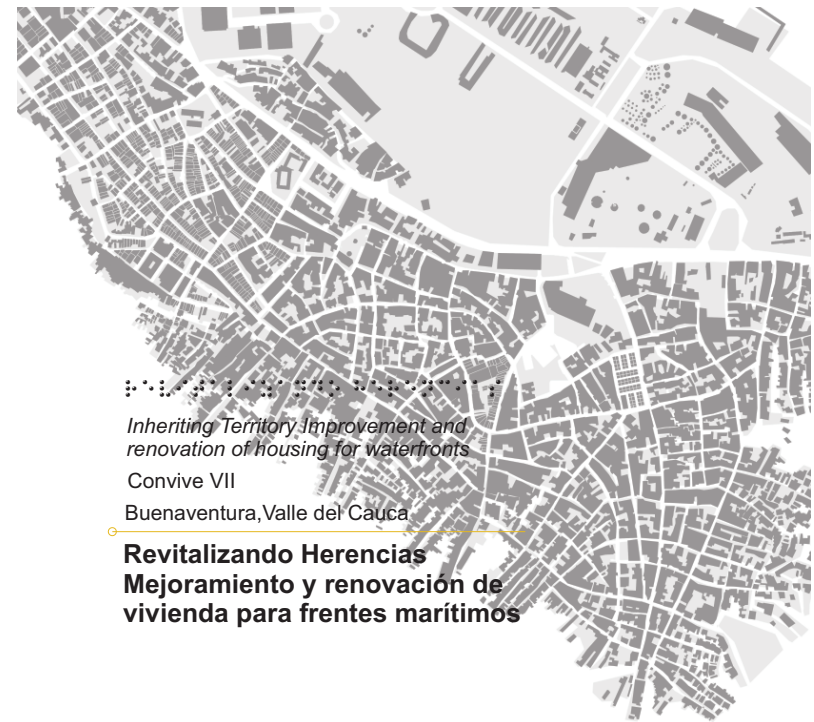 Inheriting Territory Improvement and
renovation of housing for waterfronts
Convive VII
Buenaventura,Valle del Cauca
Revitalizando Herencias
Mejoramiento y renovación de
vivienda para frentes marítimos